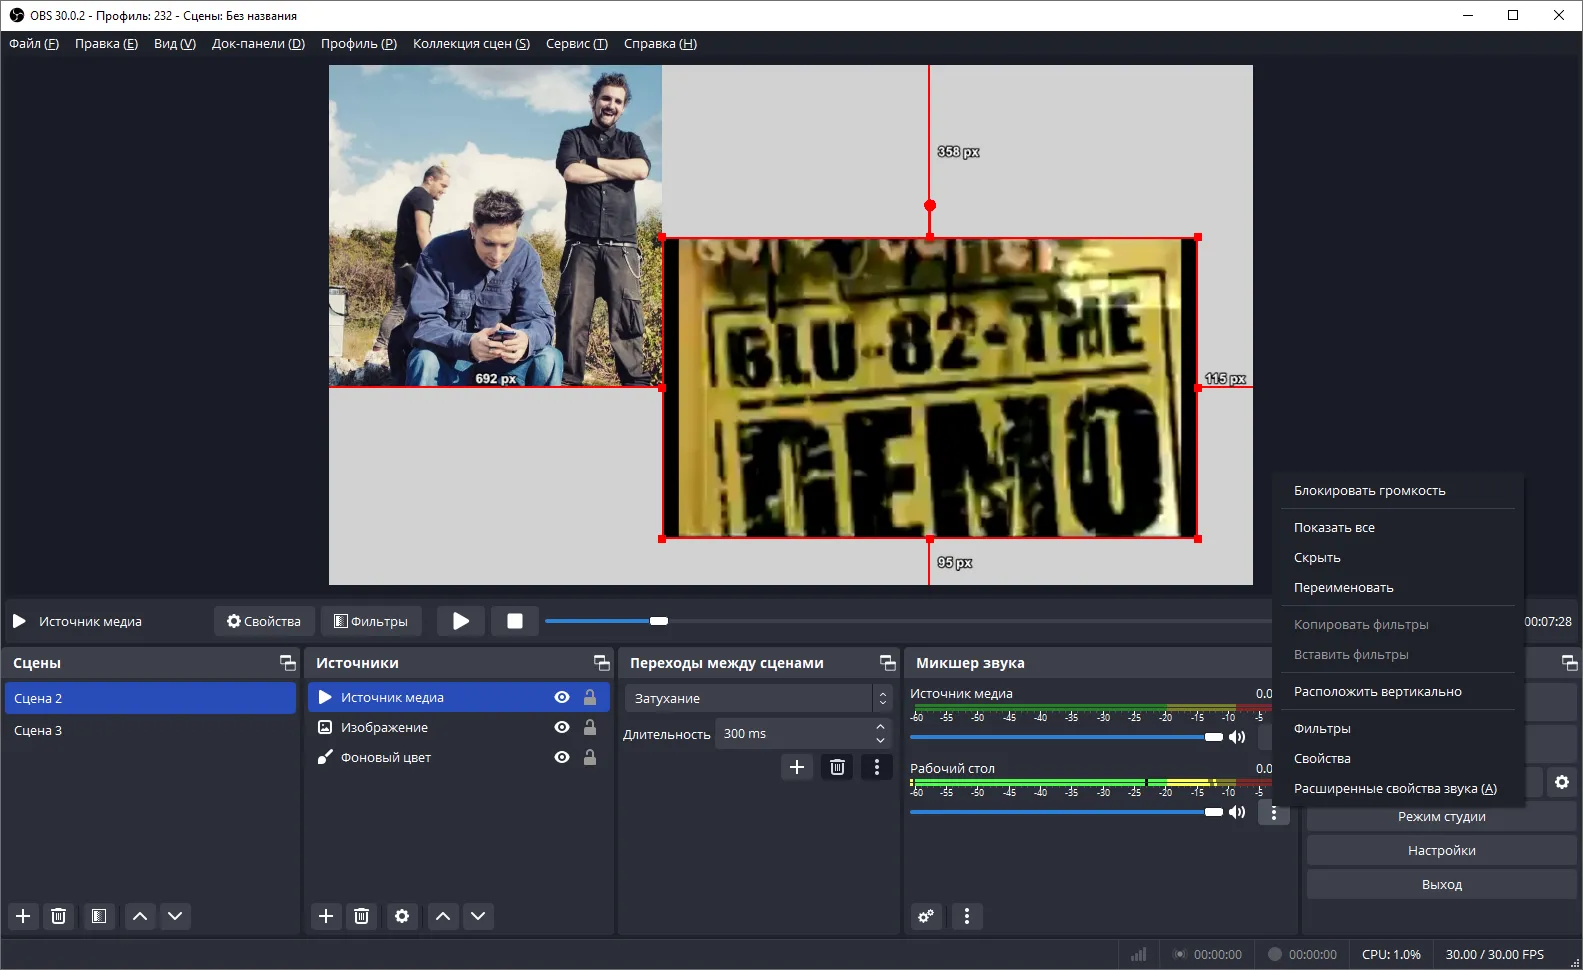 OBS 30.0.2 - Профиль: 232 - Сцены: Без названия
Файл (F) Правка (E) Вид (V) Док-панели (D) Профиль (P) Коллекция сцен (S) Сервис (T) Справка (H)
358 px
692 px
115 px
GLU-82-THE
DEMO
95 px
Блокировать громкость
Показать все
Скрыть
Переименовать
Копировать фильтры
Вставить фильтры
Расположить вертикально
Фильтры
Свойства
Расширенные свойства звука (A)
Источник медиа Свойства Фильтры 00:07:28
Сцены
Сцена 2
Сцена 3
Источники
Источник медиа
Изображение
Фоновый цвет
Переходы между сценами
Затухание
Длительность 300 ms
Микшер звука
Источник медиа 0.0
-60 -55 -50 -45 -40 -35 -30 -25 -20 -15 -10 -5
Рабочий стол 0.0
-60 -55 -50 -45 -40 -35 -30 -25 -20 -15 -10 -5
Режим студии
Настройки
Выход
00:00:00 00:00:00 CPU: 1.0% 30.00 / 30.00 FPS